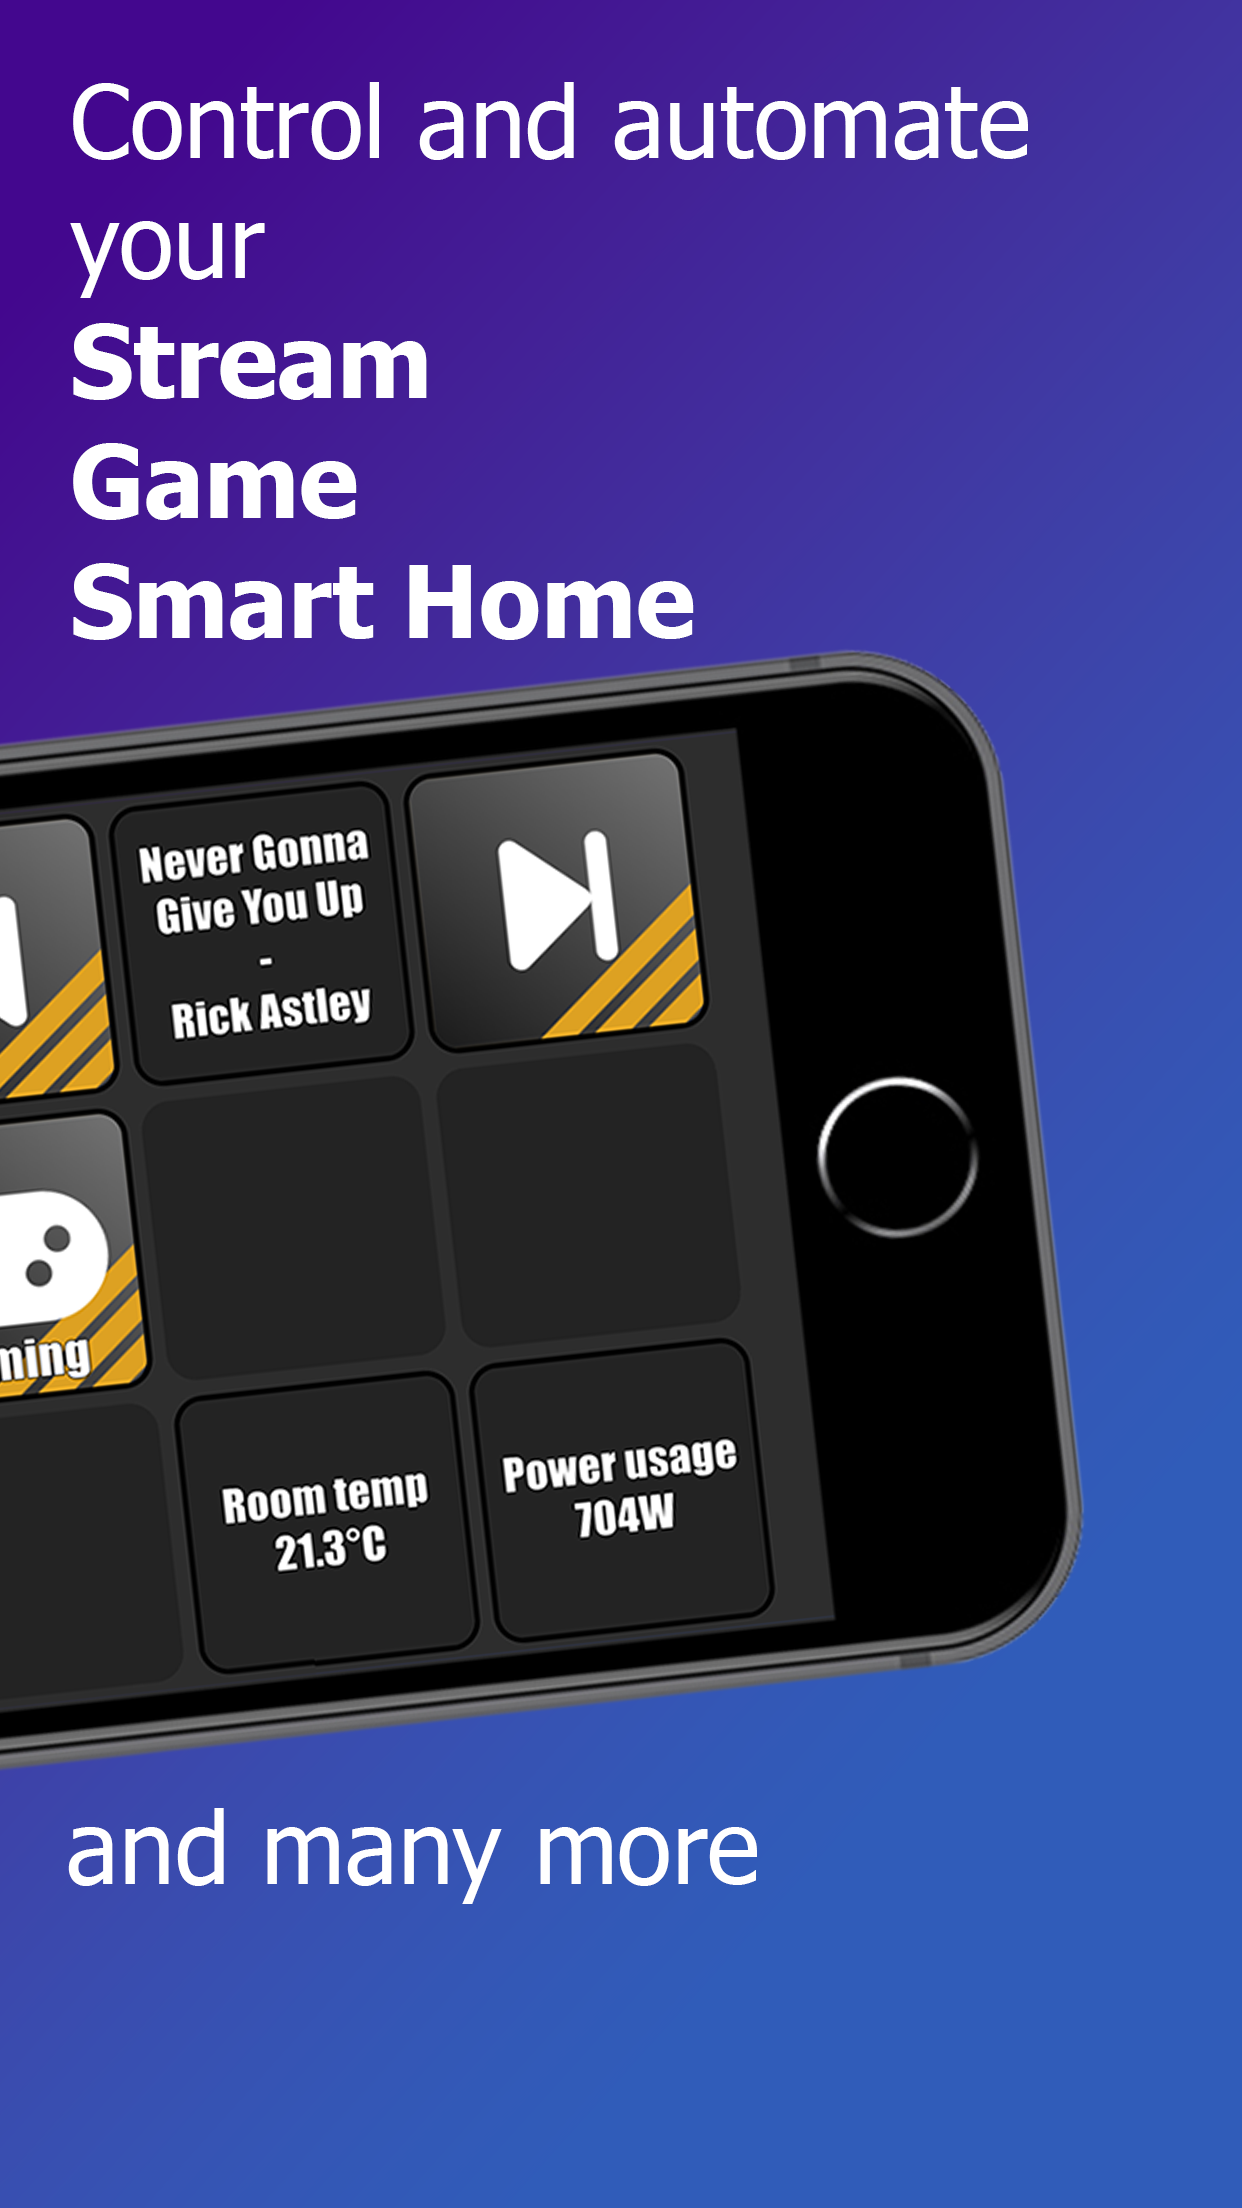 Control and automate
your
Stream
Game
Smart Home
Never Gonna
Give You Up
-
Rick Astley
ming
Room temp
21.3°C
Power usage
704W
and many more